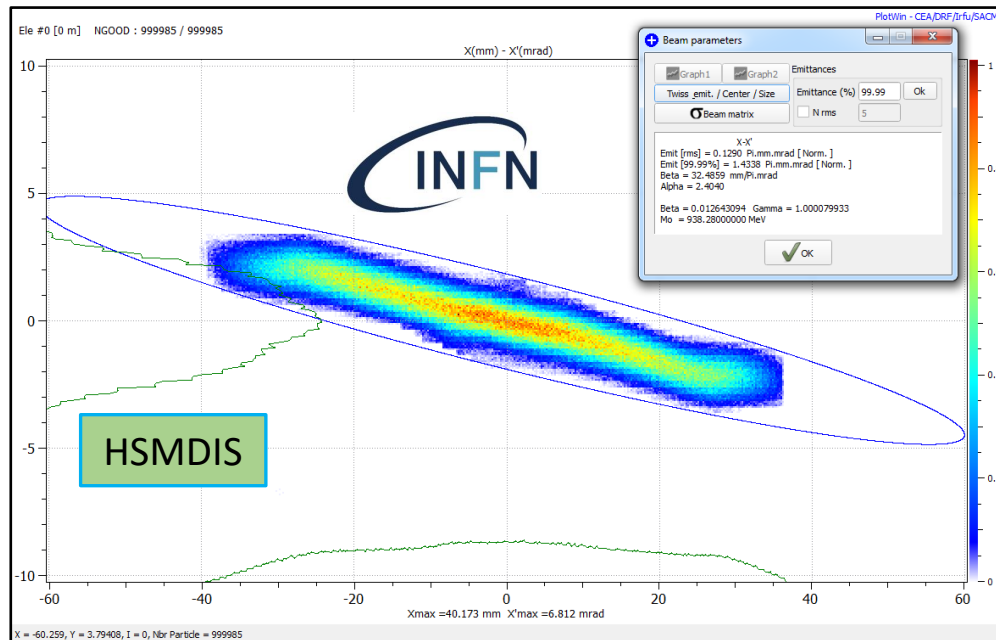 PlotWin - CEA/DRF/Irfu/SACM
Ele #0 [0 m] NGOOD : 999985 / 999985
X(mm) - X'(mrad)
Beam parameters
Graph1 Graph2 Emittances
Twiss_emit. / Center / Size Emittance (%) 99.99 Ok
σ Beam matrix N rms 5
X-X'
Emit [rms] = 0.1290 Pi.mm.mrad [ Norm. ]
Emit [99.99%] = 1.4338 Pi.mm.mrad [ Norm. ]
Beta = 32.4859 mm/Pi.mrad
Alpha = 2.4040
Beta = 0.012643094 Gamma = 1.000079933
Mo = 938.28000000 MeV
OK
INFN
HSMDIS
10
5
0
-5
-10
1
0.
0.
0.
0.
0
-60 -40 -20 0 20 40 60
Xmax =40.173 mm X'max =6.812 mrad
X = -60.259, Y = 3.79408, I = 0, Nbr Particle = 999985